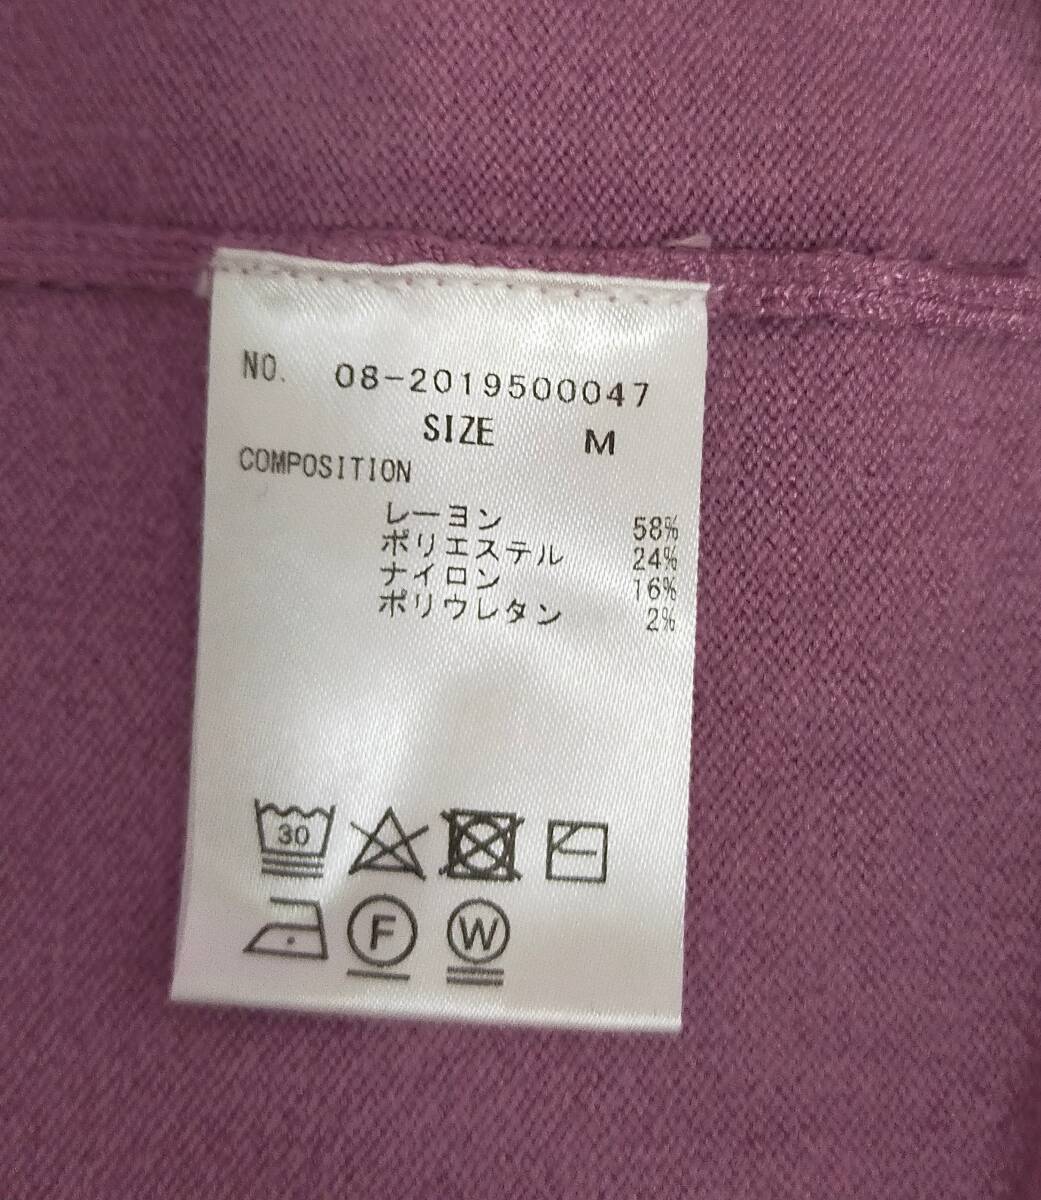 NO. 08-2019500047
SIZE M
COMPOSITION
レーヨン 58%
ポリエステル 24%
ナイロン 16%
ポリウレタン 2%
30
F W